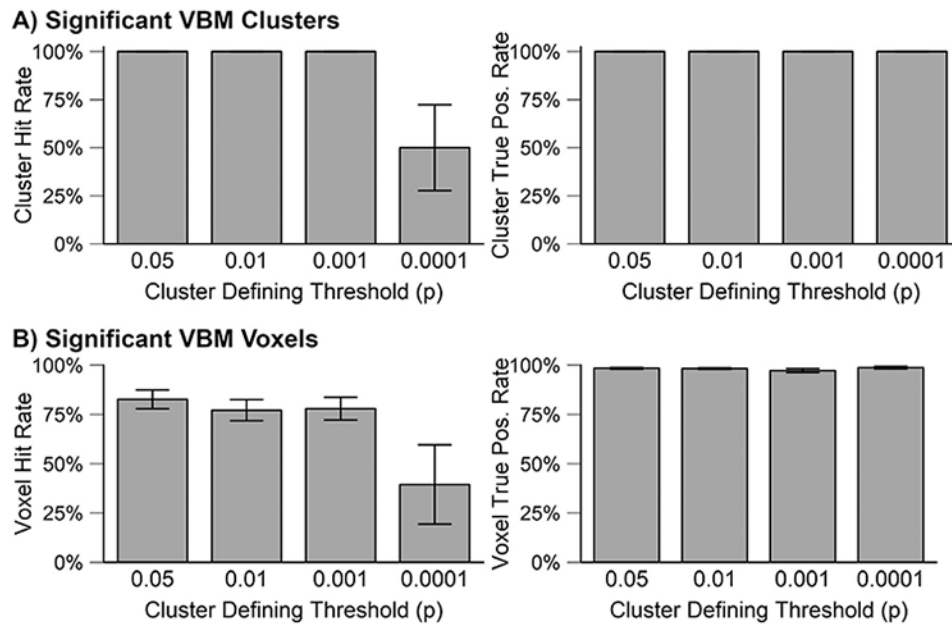 A) Significant VBM Clusters
Cluster Hit Rate
100%
75%
50%
25%
0%
0.05 0.01 0.001 0.0001
Cluster Defining Threshold (p)
Cluster True Pos. Rate
100%
75%
50%
25%
0%
0.05 0.01 0.001 0.0001
Cluster Defining Threshold (p)
B) Significant VBM Voxels
Voxel Hit Rate
100%
75%
50%
25%
0%
0.05 0.01 0.001 0.0001
Cluster Defining Threshold (p)
Voxel True Pos. Rate
100%
75%
50%
25%
0%
0.05 0.01 0.001 0.0001
Cluster Defining Threshold (p)